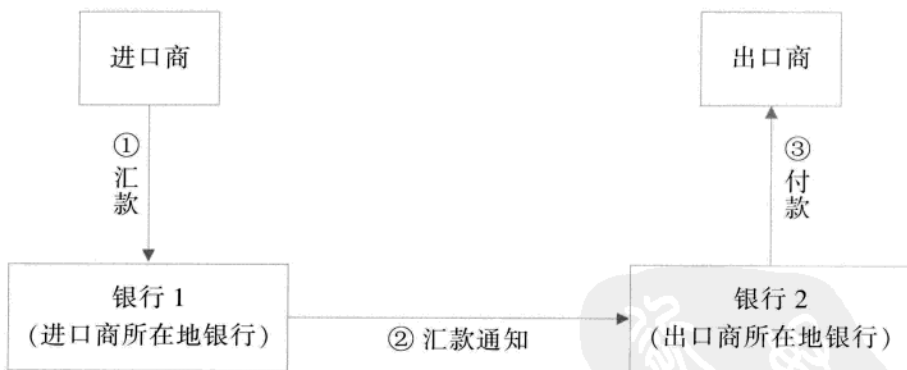 进口商
出口商
①
汇款
③
付款
银行 1
(进口商所在地银行)
② 汇款通知
银行 2
(出口商所在地银行)